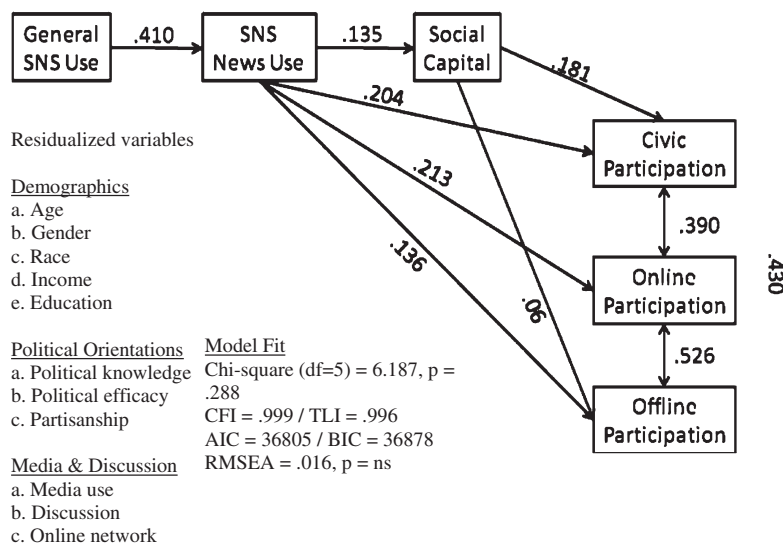 General
SNS Use
.410
SNS
News Use
.135
Social
Capital
.181
.204
.213
.136
.06
Civic
Participation
.390
Online
Participation
.430
.526
Offline
Participation
Residualized variables
Demographics
a. Age
b. Gender
c. Race
d. Income
e. Education
Political Orientations
a. Political knowledge
b. Political efficacy
c. Partisanship
Media & Discussion
a. Media use
b. Discussion
c. Online network
Model Fit
Chi-square (df=5) = 6.187, p =
.288
CFI = .999 / TLI = .996
AIC = 36805 / BIC = 36878
RMSEA = .016, p = ns